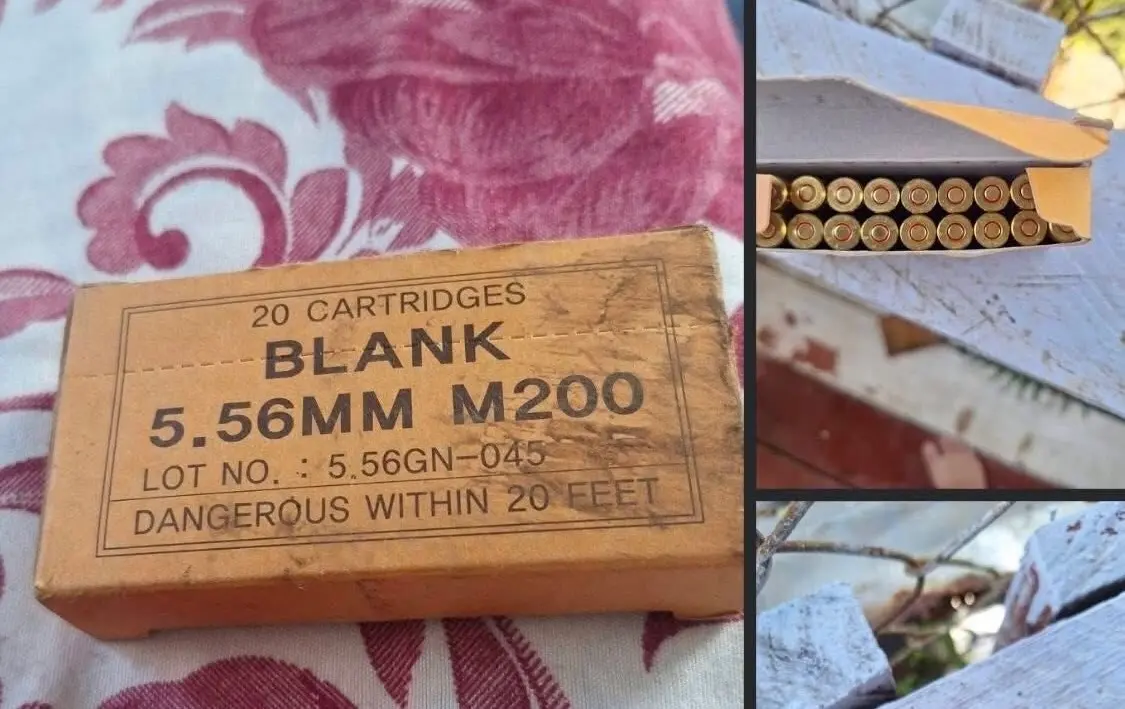 20 CARTRIDGES
BLANK
5.56MM M200
LOT NO. : 5.56GN-045
DANGEROUS WITHIN 20 FEET